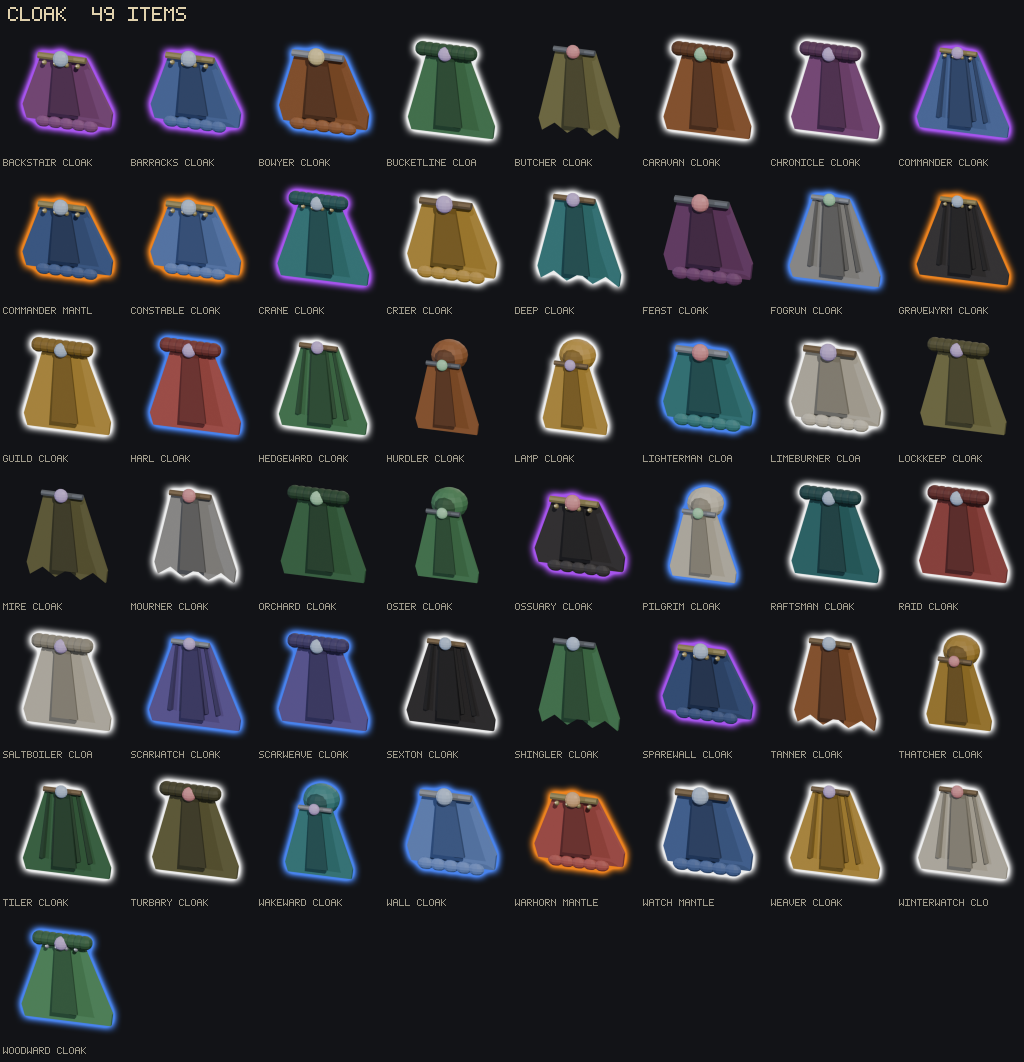 CLOAK 49 ITEMS
BACKSTAIR CLOAK BARRACKS CLOAK BOWYER CLOAK BUCKETLINE CLOA BUTCHER CLOAK CARAVAN CLOAK CHRONICLE CLOAK COMMANDER CLOAK
COMMANDER MANTL CONSTABLE CLOAK CRANE CLOAK CRIER CLOAK DEEP CLOAK FEAST CLOAK FOGRUN CLOAK GRAVEWYRM CLOAK
GUILD CLOAK HARL CLOAK HEDGEWARD CLOAK HURDLER CLOAK LAMP CLOAK LIGHTERMAN CLOA LIMEBURNER CLOA LOCKKEEP CLOAK
MIRE CLOAK MOURNER CLOAK ORCHARD CLOAK OSIER CLOAK OSSUARY CLOAK PILGRIM CLOAK RAFTSMAN CLOAK RAID CLOAK
SALTBOILER CLOA SCARWATCH CLOAK SCARWEAVE CLOAK SEXTON CLOAK SHINGLER CLOAK SPAREWALL CLOAK TANNER CLOAK THATCHER CLOAK
TILER CLOAK TURBARY CLOAK WAKEWARD CLOAK WALL CLOAK WARHORN MANTLE WATCH MANTLE WEAVER CLOAK WINTERWATCH CLO
WOODWARD CLOAK